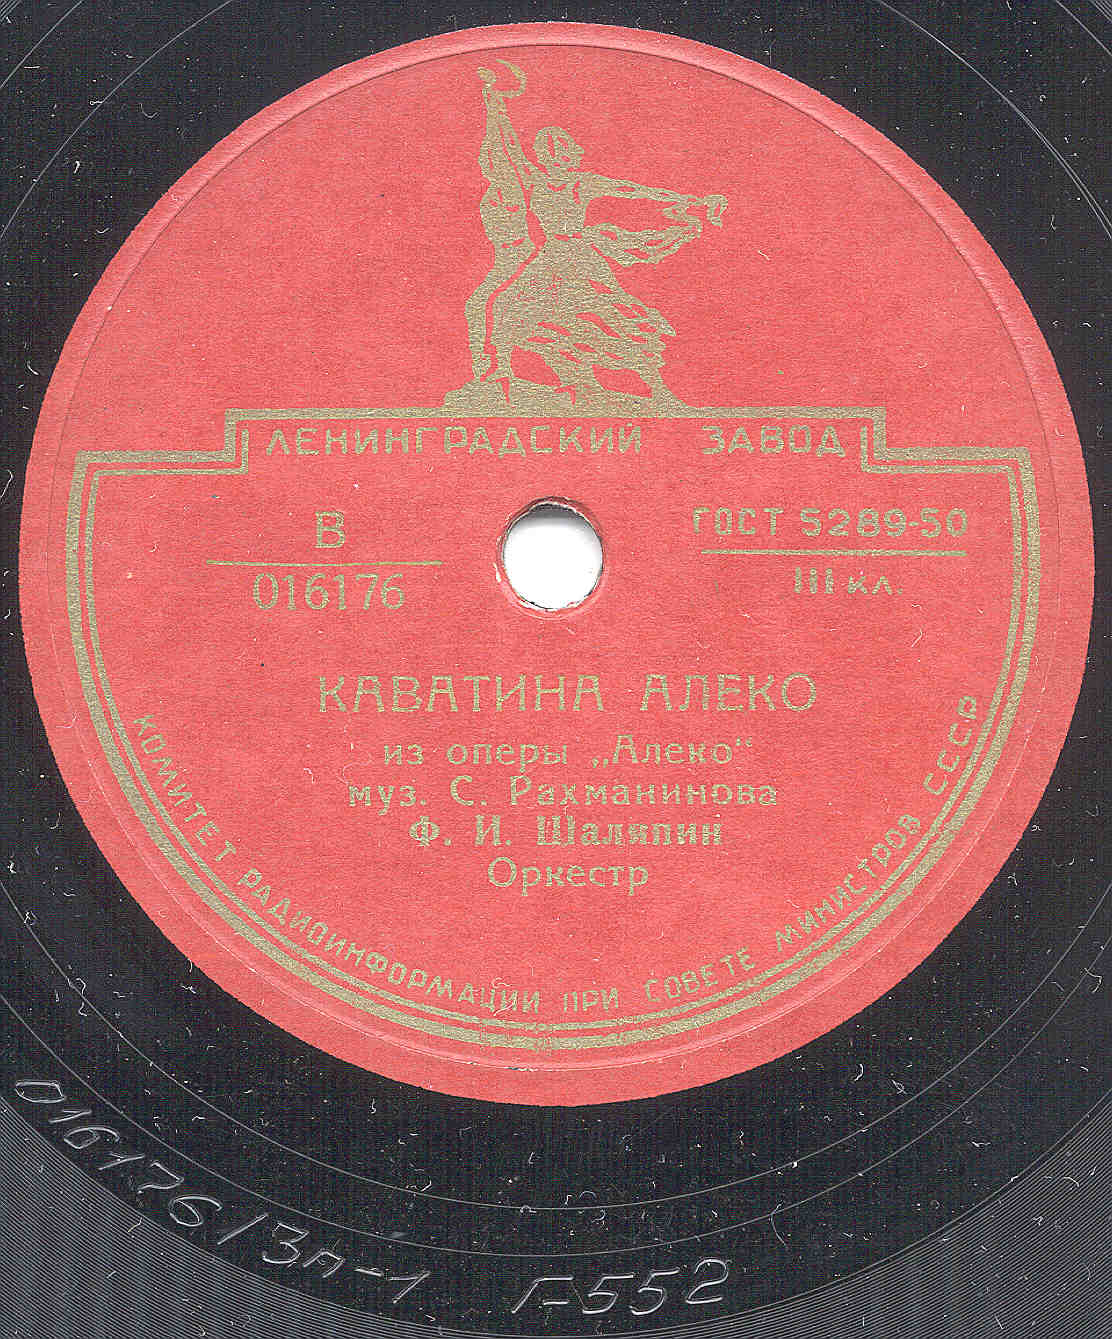 ЛЕНИНГРАДСКИЙ ЗАВОД
В
016176
ГОСТ 5289-50
III кл.
КАВАТИНА АЛЕКО
из оперы „Алеко“
муз. С. Рахманинова
Ф. И. Шаляпин
Оркестр
КОМИТЕТ РАДИОИНФОРМАЦИИ ПРИ СОВЕТЕ МИНИСТРОВ СССР
016176/3п-1 Г-552